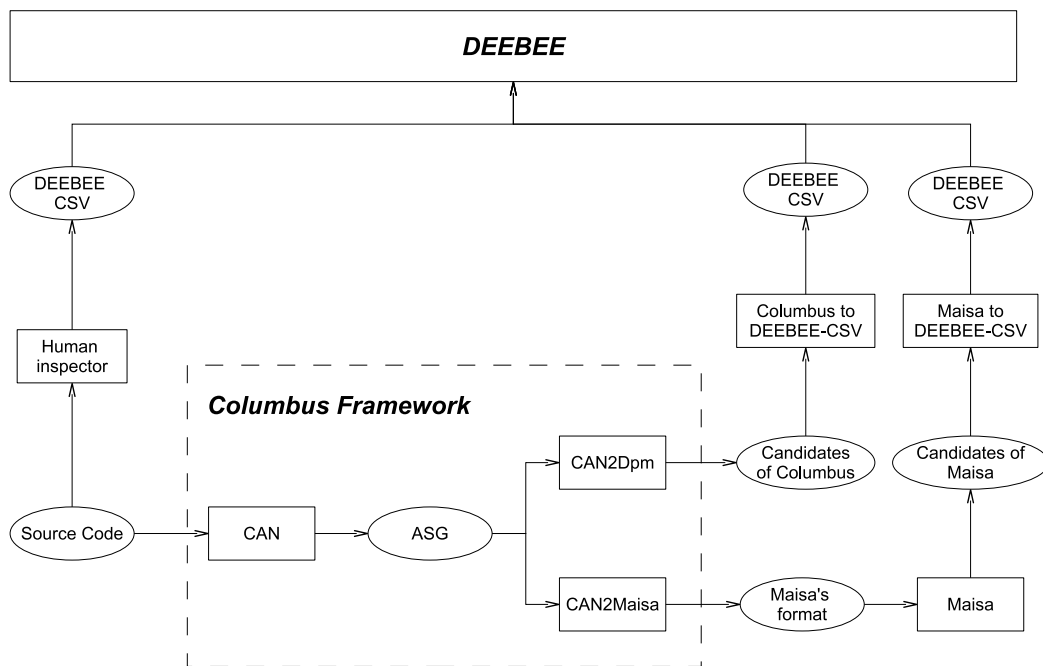 DEEBEE
DEEBEE
CSV
DEEBEE
CSV
DEEBEE
CSV
Human
inspector
Columbus to
DEEBEE-CSV
Maisa to
DEEBEE-CSV
Columbus Framework
CAN2Dpm
Candidates
of Columbus
Candidates of
Maisa
Source Code
CAN
ASG
CAN2Maisa
Maisa's
format
Maisa